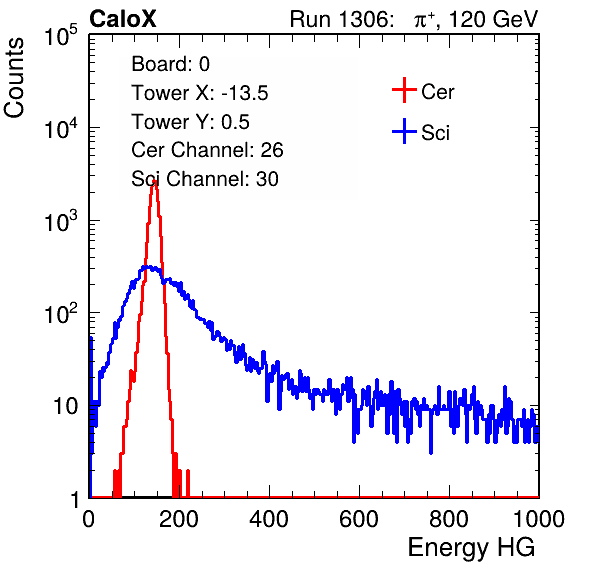 CaloX Run 1306: π⁺, 120 GeV
Counts
Board: 0
Tower X: -13.5
Tower Y: 0.5
Cer Channel: 26
Sci Channel: 30
Cer
Sci
10⁵
10⁴
10³
10²
10
1
0 200 400 600 800 1000
Energy HG